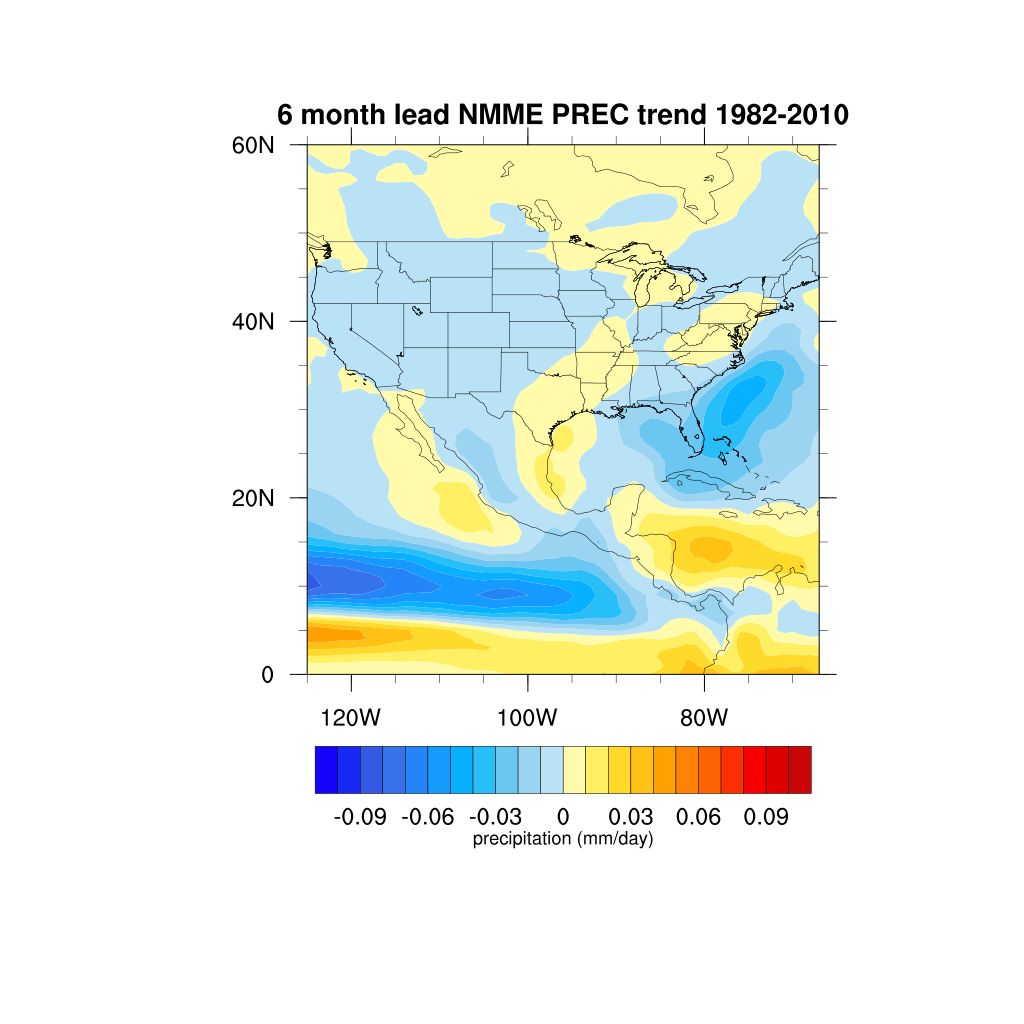 6 month lead NMME PREC trend 1982-2010
60N
40N
20N
0
120W 100W 80W
-0.09 -0.06 -0.03 0 0.03 0.06 0.09
precipitation (mm/day)